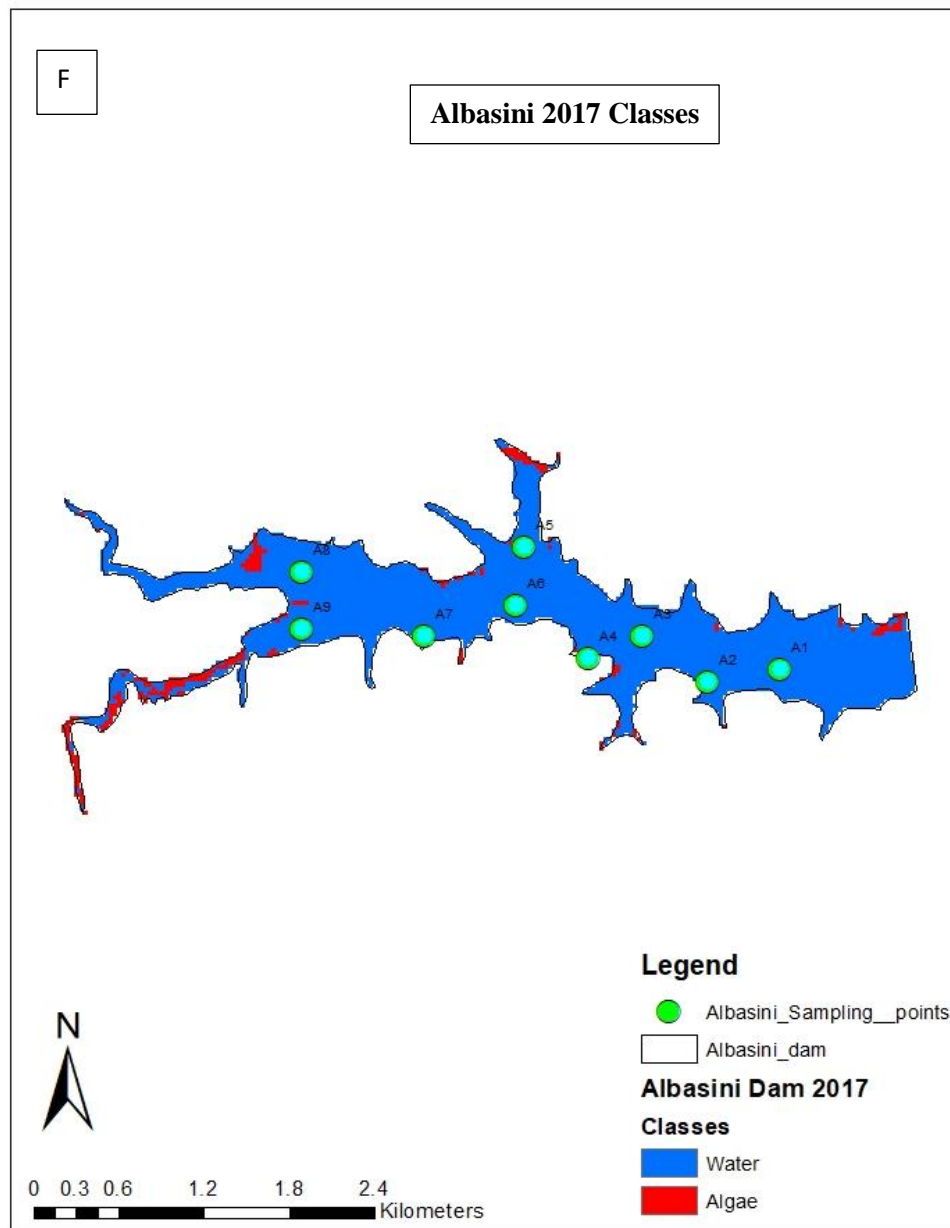 F
Albasini 2017 Classes
A5
A8
A6
A9
A7
A3
A4
A1
A2
Legend
Albasini_Sampling__points
Albasini_dam
Albasini Dam 2017
Classes
Water
Algae
N
0 0.3 0.6 1.2 1.8 2.4
Kilometers